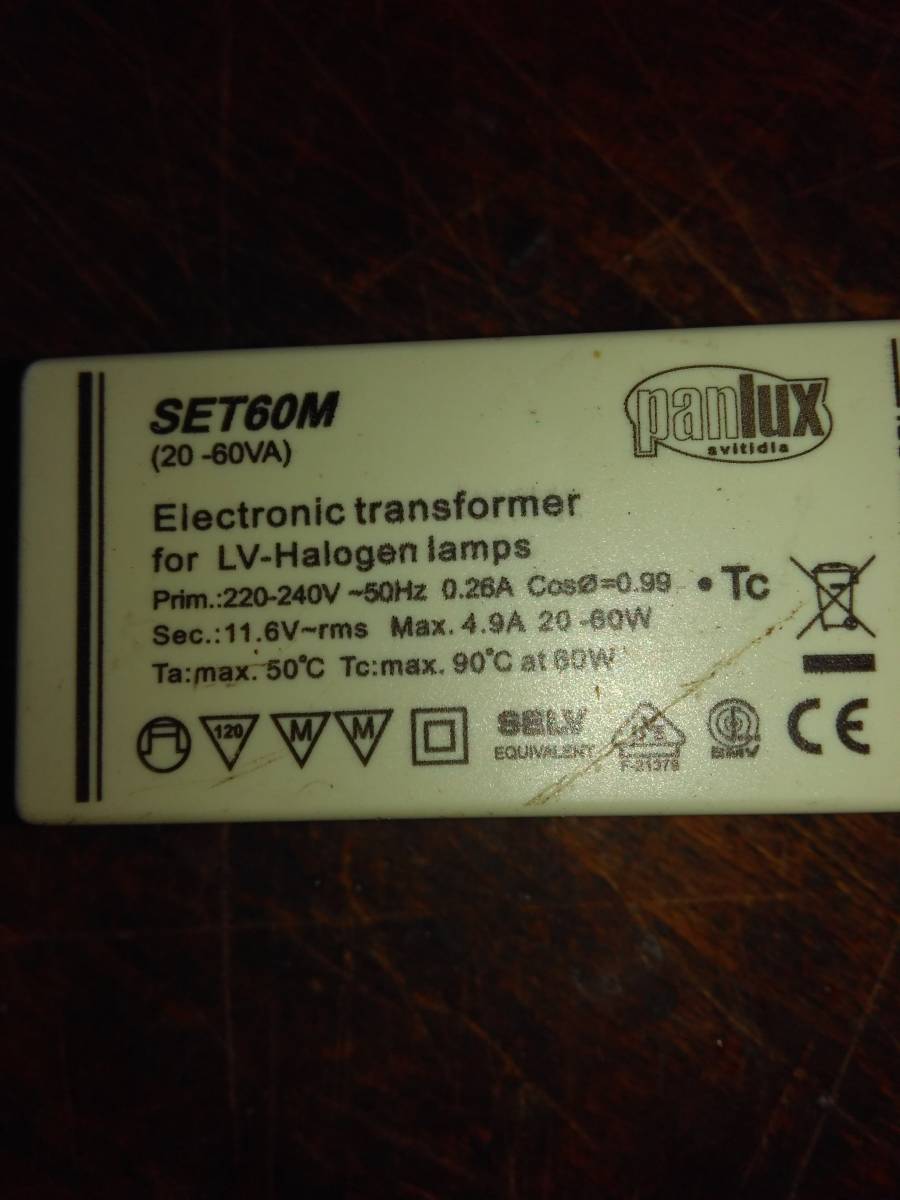 SET60M
(20-60VA)
panlux
svitidla
Electronic transformer
for LV-Halogen lamps
Prim.:220-240V ~50Hz 0.26A CosØ=0.99 • Tc
Sec.:11.6V~rms Max. 4.9A 20-60W
Ta:max. 50°C Tc:max. 90°C at 60W
120 M M SELV
EQUIVALENT
F-21379
CE